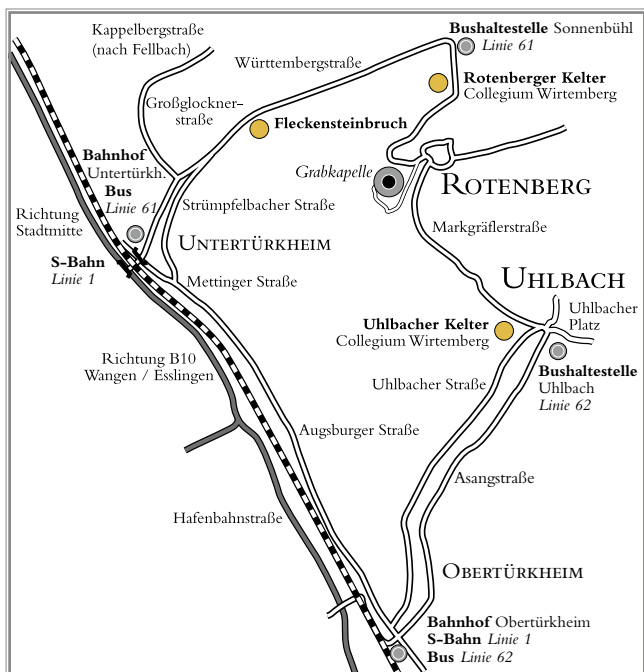 Kappelbergstraße
(nach Fellbach)
Bushaltestelle Sonnenbühl
Linie 61
Württembergstraße
Rotenberger Kelter
Collegium Wirtemberg
Großglockner-
straße
Fleckensteinbruch
Bahnhof
Untertürkh.
Bus
Linie 61
Grabkapelle
ROTENBERG
Strümpfelbacher Straße
Richtung
Stadtmitte
Markgräflerstraße
UNTERTÜRKHEIM
S-Bahn
Linie 1
Mettinger Straße
UHLBACH
Uhlbacher
Platz
Uhlbacher Kelter
Collegium Wirtemberg
Richtung B10
Wangen / Esslingen
Bushaltestelle
Uhlbach
Linie 62
Uhlbacher Straße
Augsburger Straße
Asangstraße
Hafenbahnstraße
OBERTÜRKHEIM
Bahnhof Obertürkheim
S-Bahn Linie 1
Bus Linie 62